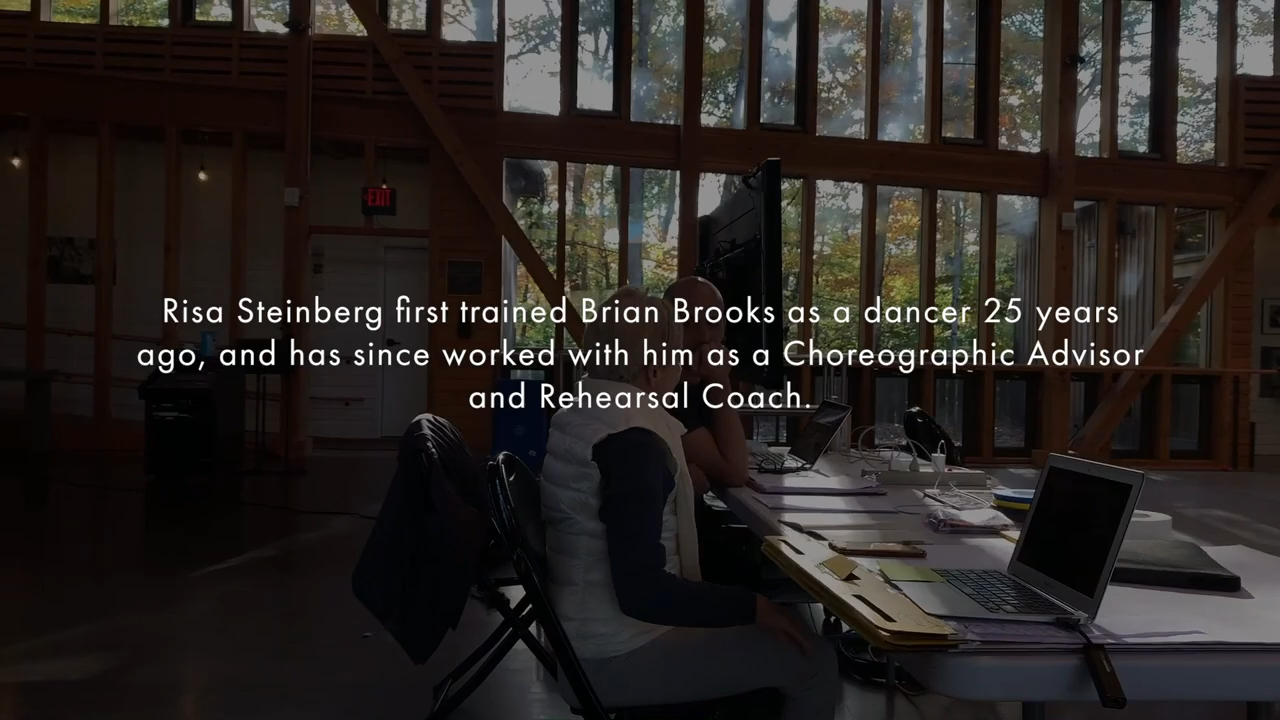 EXIT
Risa Steinberg first trained Brian Brooks as a dancer 25 years
ago, and has since worked with him as a Choreographic Advisor
and Rehearsal Coach.